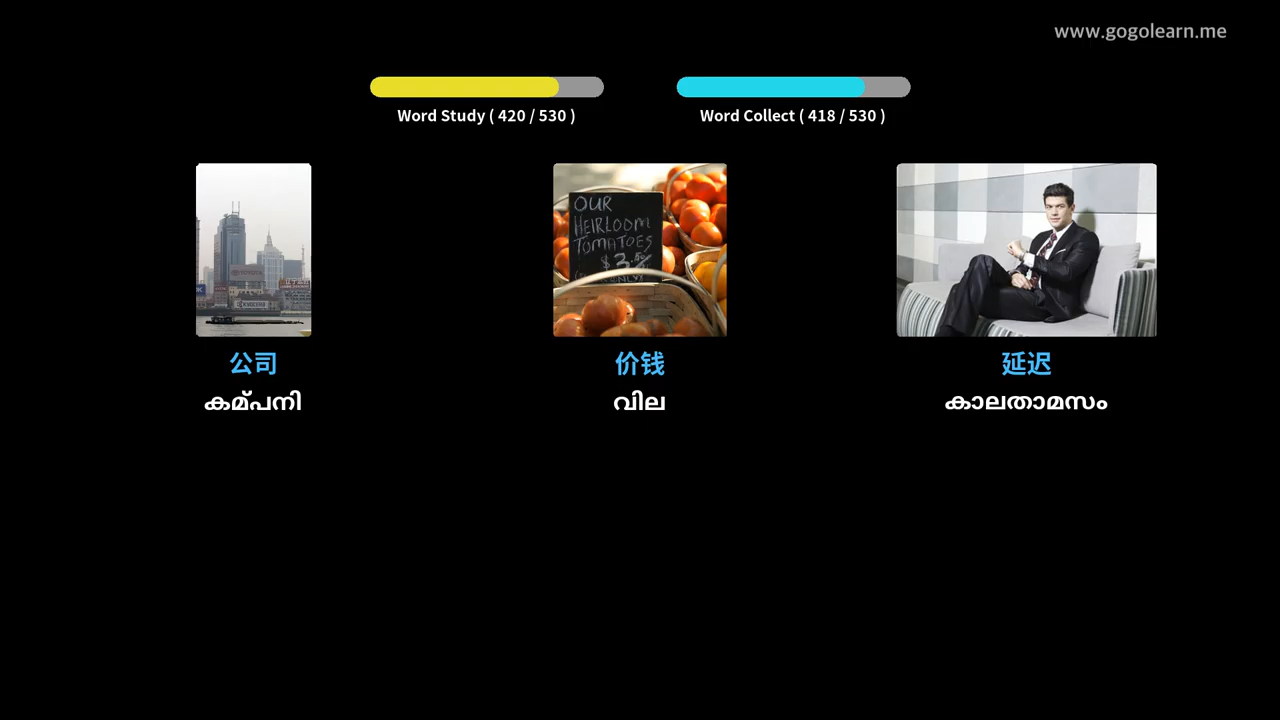 www.gogolearn.me
Word Study ( 420 / 530 )
Word Collect ( 418 / 530 )
OUR
HEIRLOOM
TOMATOES
TOYOTA
公司
价钱
延迟
കമ്പനി
വില
കാലതാമസം